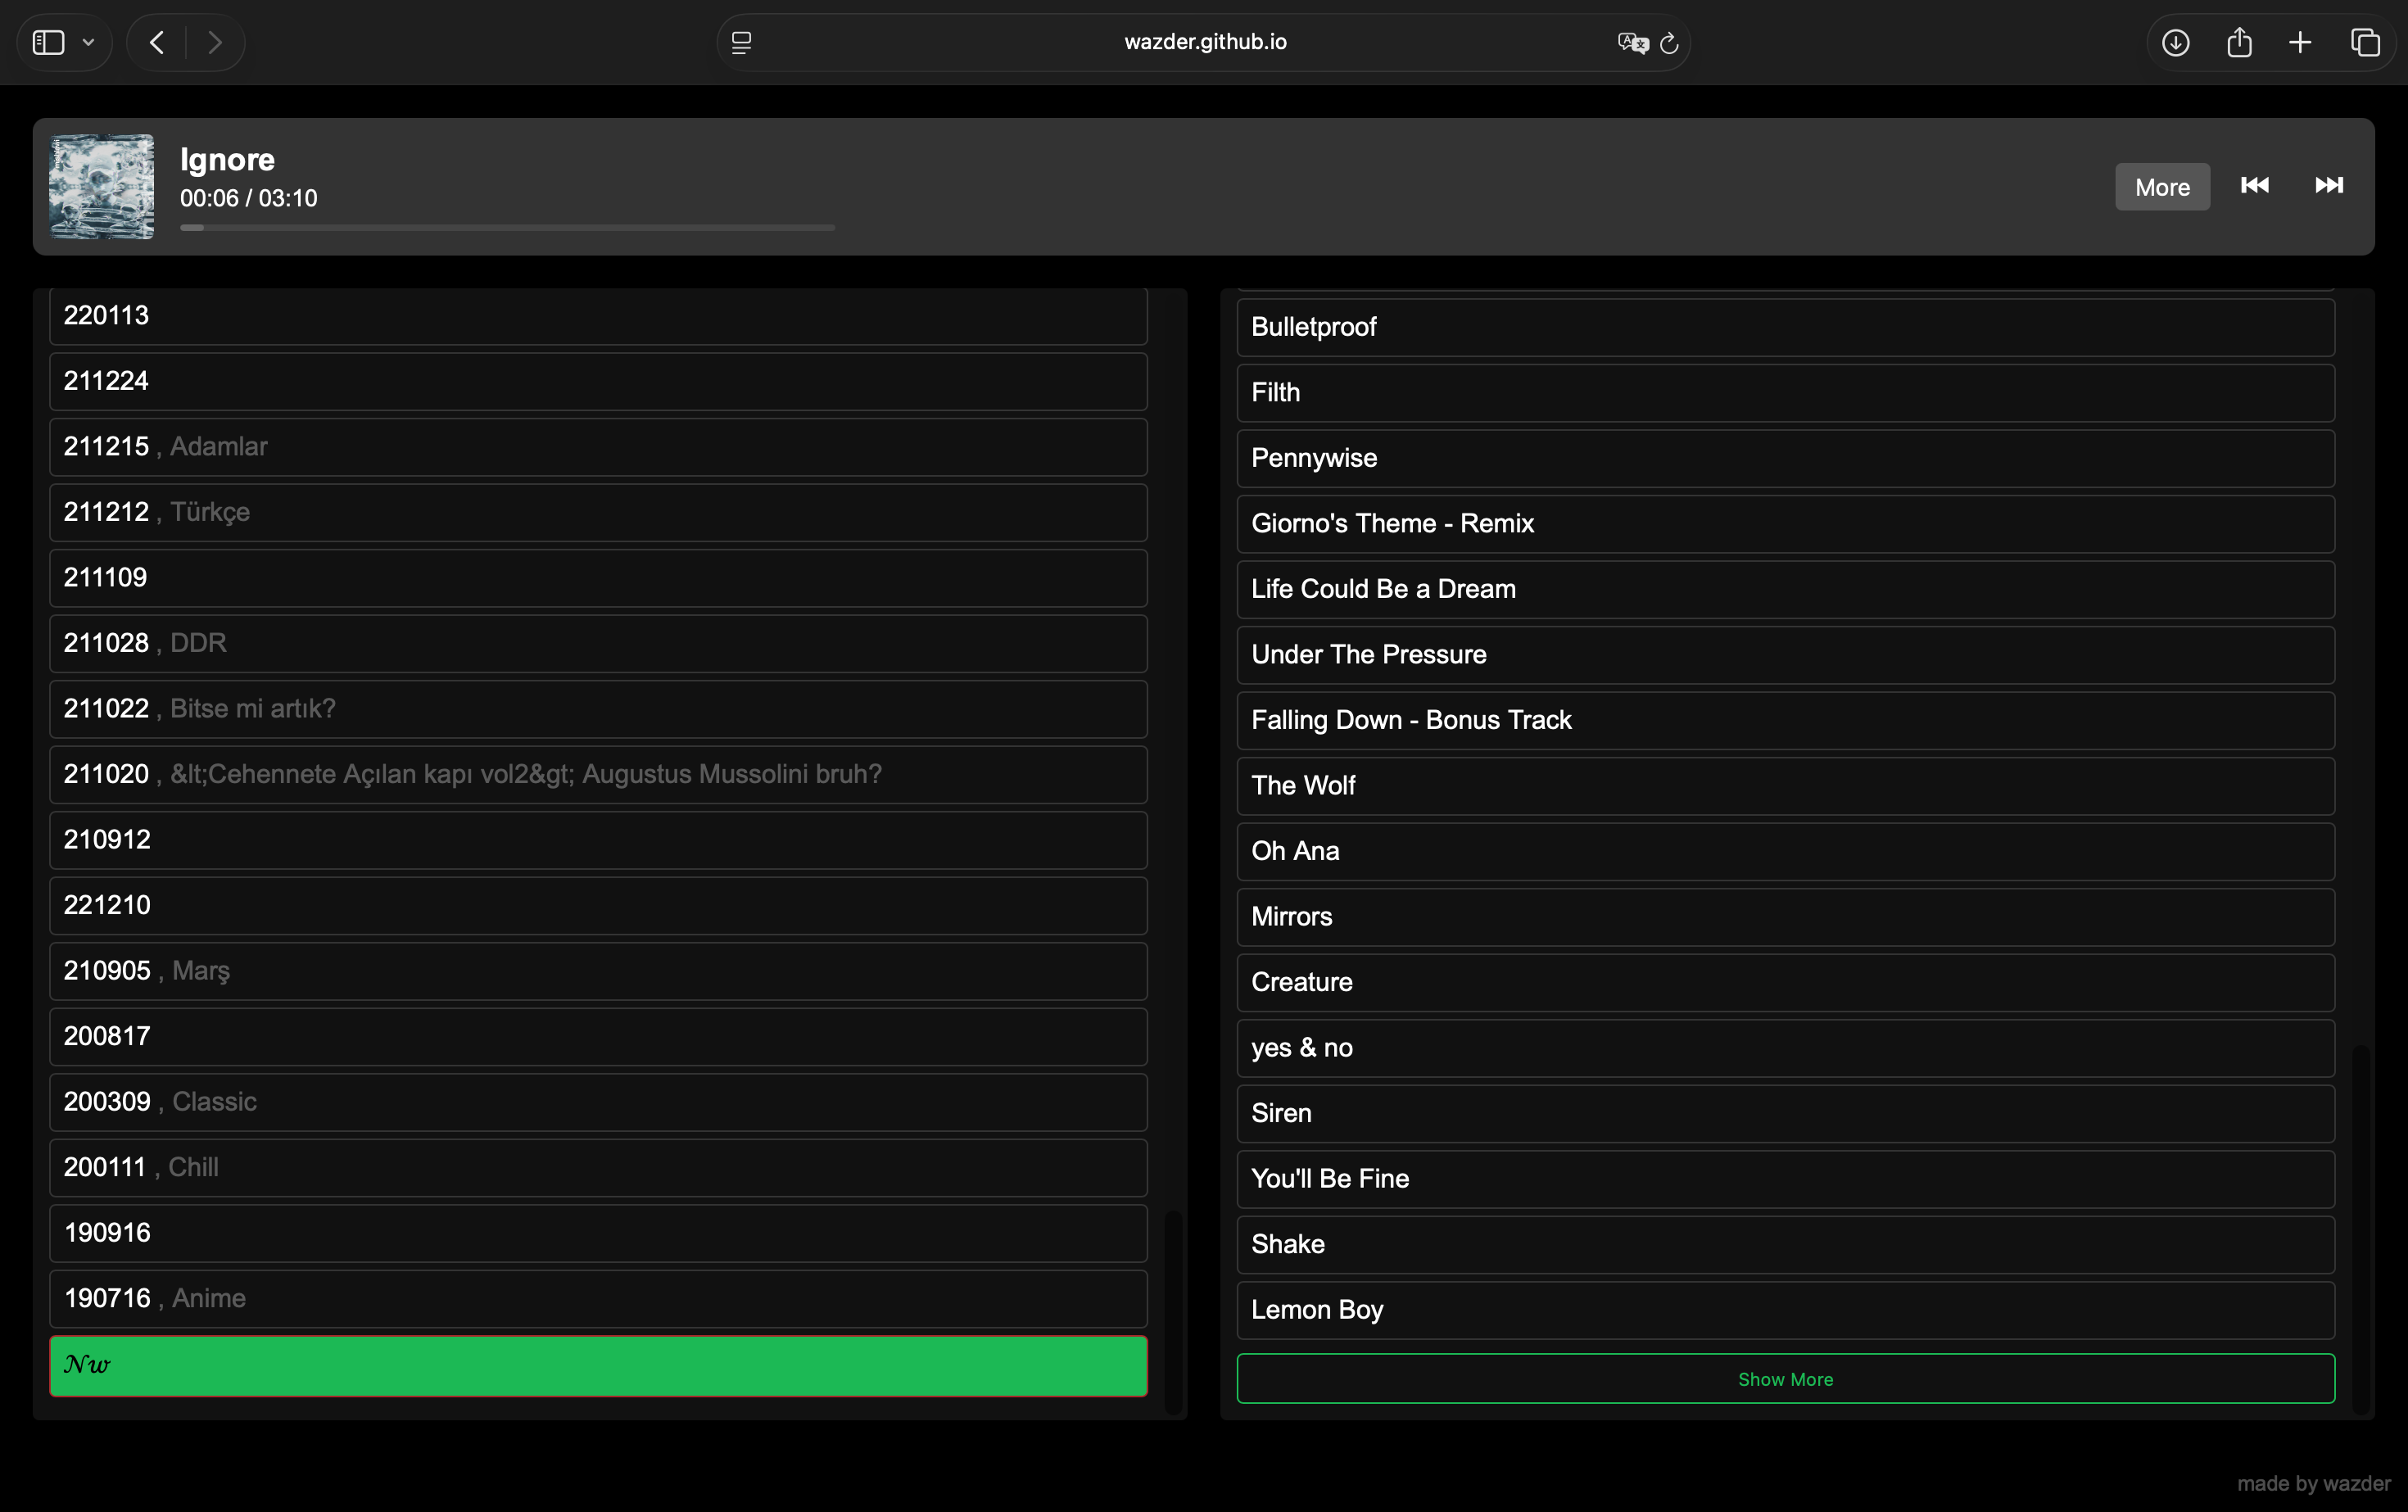 wazder.github.io
Ignore
00:06 / 03:10
More
220113
211224
211215 , Adamlar
211212 , Türkçe
211109
211028 , DDR
211022 , Bitse mi artık?
211020 , &lt;Cehennete Açılan kapı vol2&gt; Augustus Mussolini bruh?
210912
221210
210905 , Marş
200817
200309 , Classic
200111 , Chill
190916
190716 , Anime
𝓝𝔀
Bulletproof
Filth
Pennywise
Giorno's Theme - Remix
Life Could Be a Dream
Under The Pressure
Falling Down - Bonus Track
The Wolf
Oh Ana
Mirrors
Creature
yes & no
Siren
You'll Be Fine
Shake
Lemon Boy
Show More
made by wazder